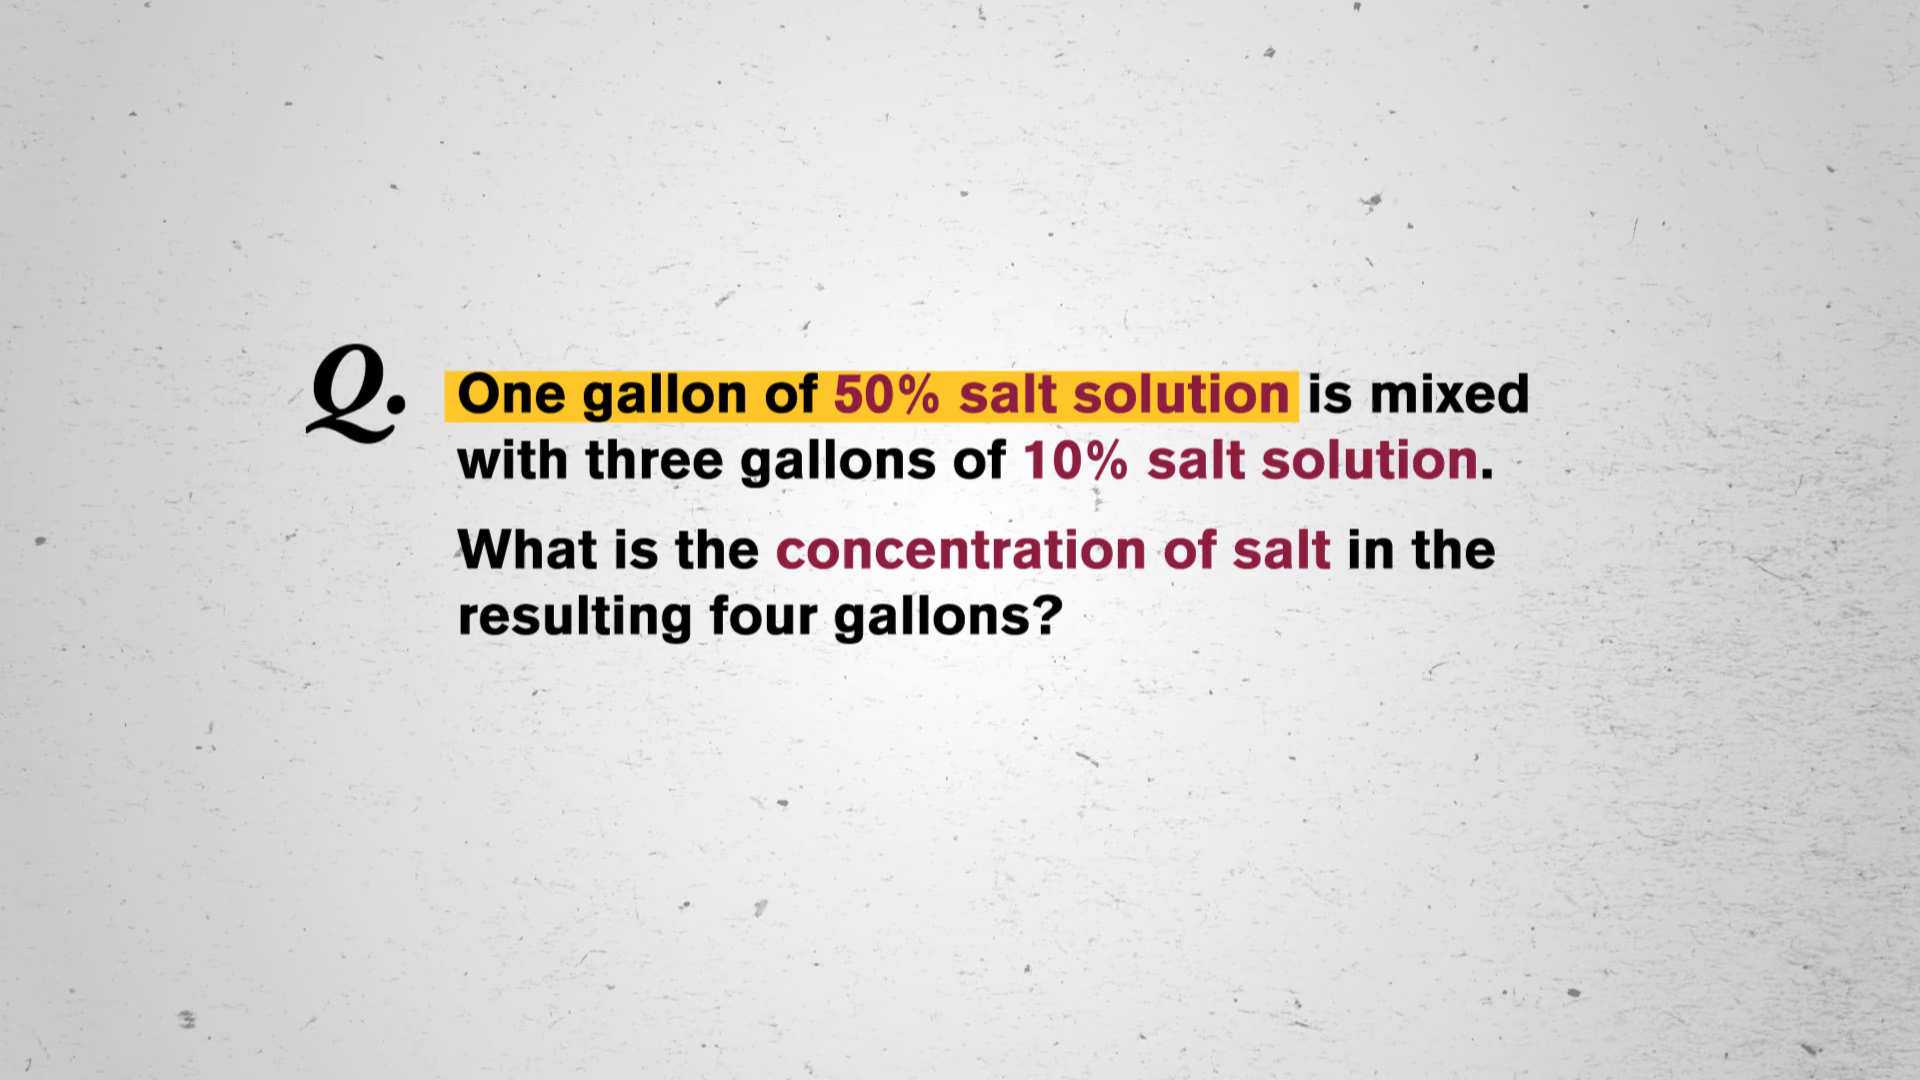 Q. One gallon of 50% salt solution is mixed
with three gallons of 10% salt solution.
What is the concentration of salt in the
resulting four gallons?